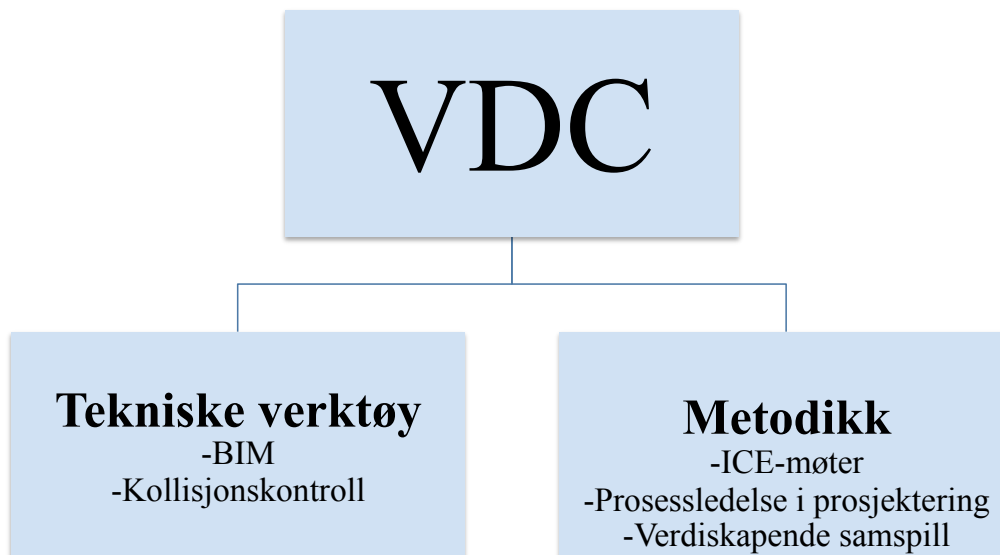 VDC
Tekniske verktøy
-BIM
-Kollisjonskontroll
Metodikk
-ICE-møter
-Prosessledelse i prosjektering
-Verdiskapende samspill